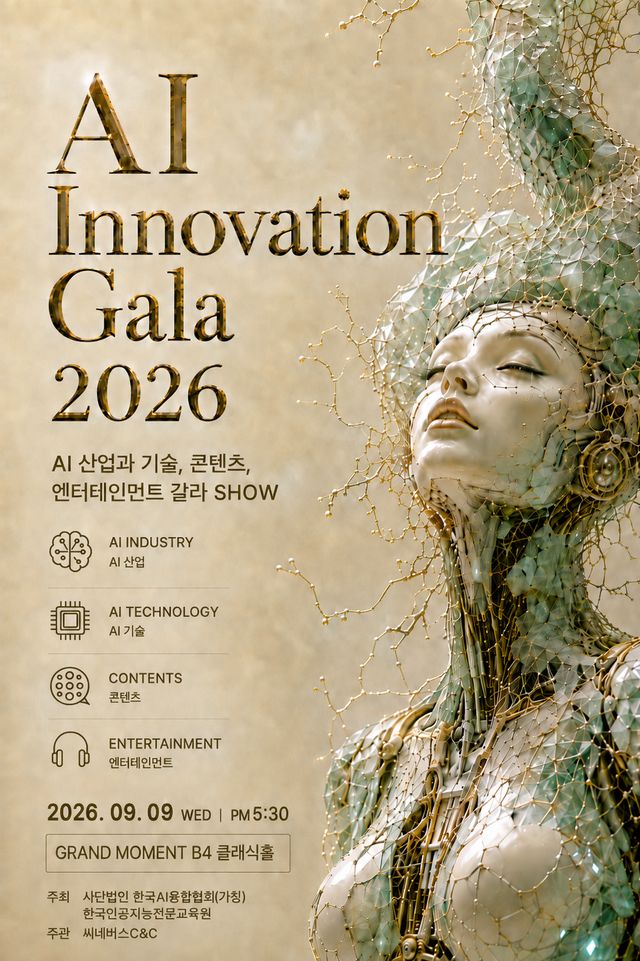 AI
Innovation
Gala
2026
AI 산업과 기술, 콘텐츠,
엔터테인먼트 갈라 SHOW
AI INDUSTRY
AI 산업
AI TECHNOLOGY
AI 기술
CONTENTS
콘텐츠
ENTERTAINMENT
엔터테인먼트
2026. 09. 09 WED | PM 5:30
GRAND MOMENT B4 클래식홀
주최 사단법인 한국AI융합협회(가칭)
한국인공지능전문교육원
주관 씨네버스C&C